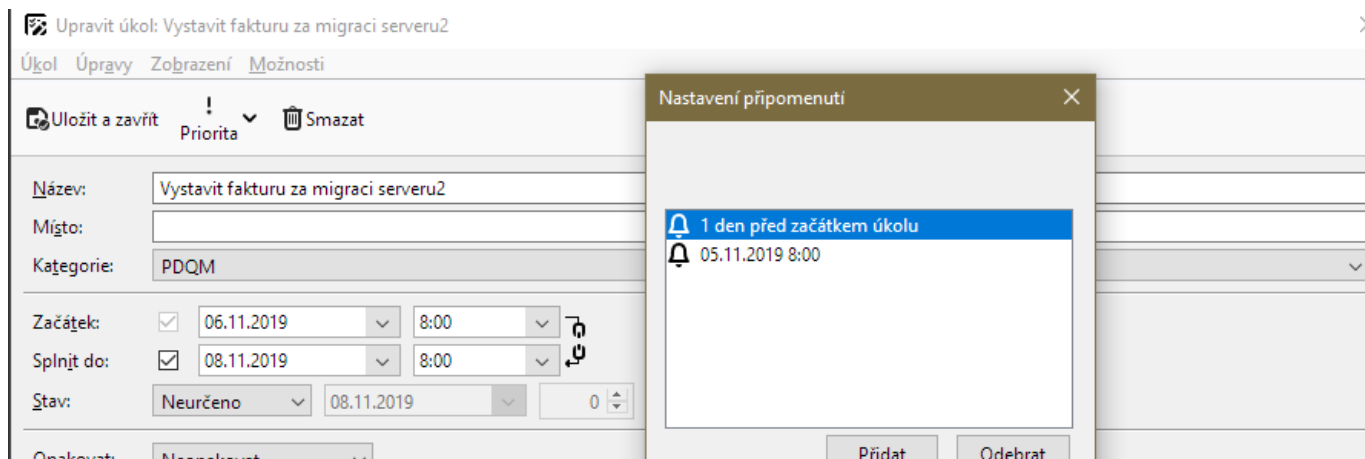 Upravit úkol: Vystavit fakturu za migraci serveru2
Úkol Úpravy Zobrazení Možnosti
Uložit a zavřít
Priorita
Smazat
Název: Vystavit fakturu za migraci serveru2
Místo:
Kategorie: PDQM
Začátek: 06.11.2019 8:00
Splnit do: 08.11.2019 8:00
Stav: Neurčeno 08.11.2019 0
Opakovat: Neopakovat
Nastavení připomenutí
1 den před začátkem úkolu
05.11.2019 8:00
Přidat Odebrat